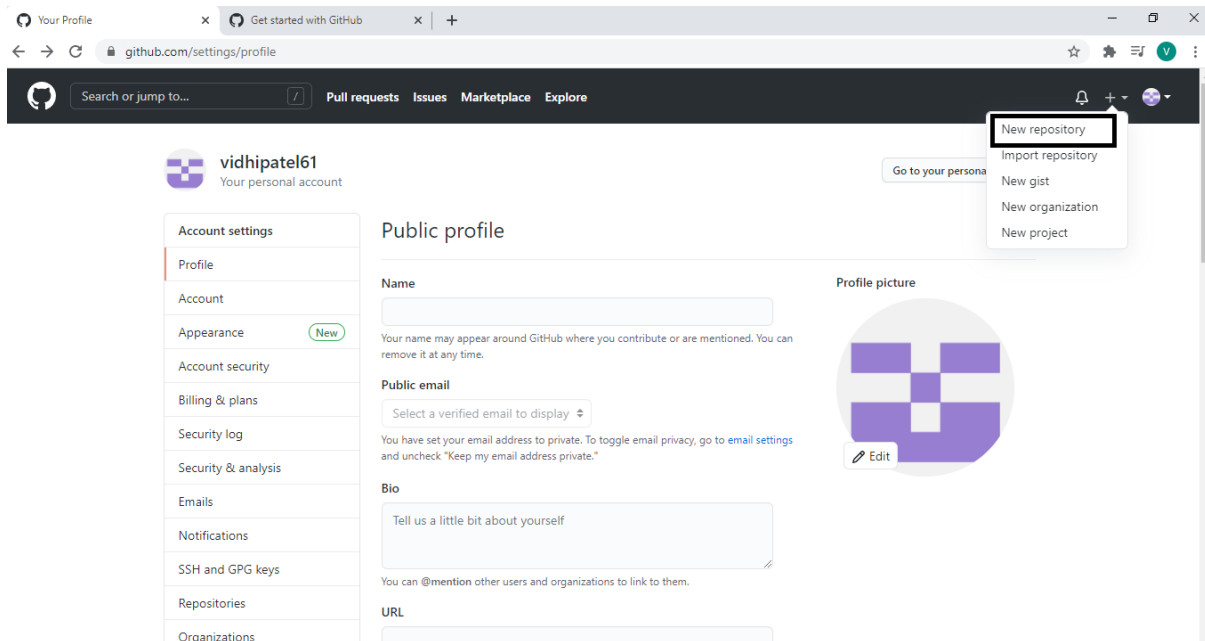 Your Profile
Get started with GitHub
github.com/settings/profile
V
Search or jump to...
/
Pull requests Issues Marketplace Explore
New repository
Import repository
New gist
New organization
New project
vidhipatel61
Your personal account
Go to your persona
Account settings
Profile
Account
Appearance New
Account security
Billing & plans
Security log
Security & analysis
Emails
Notifications
SSH and GPG keys
Repositories
Organizations
Public profile
Name
Your name may appear around GitHub where you contribute or are mentioned. You can
remove it at any time.
Public email
Select a verified email to display
You have set your email address to private. To toggle email privacy, go to email settings
and uncheck "Keep my email address private."
Bio
Tell us a little bit about yourself
You can @mention other users and organizations to link to them.
URL
Profile picture
Edit